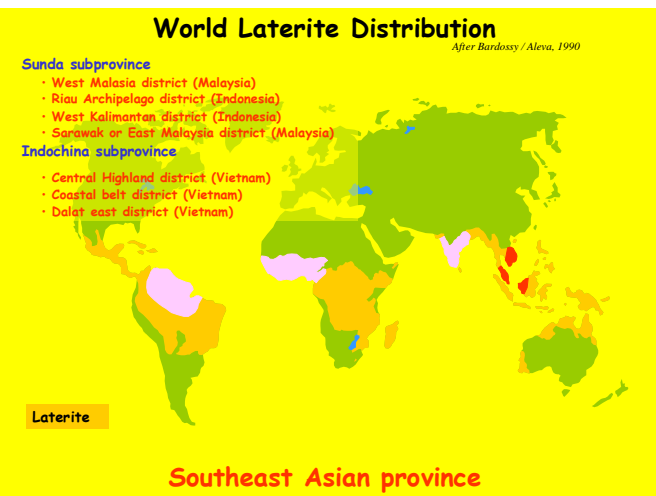 World Laterite Distribution
After Bardossy / Aleva, 1990
Sunda subprovince
• West Malasia district (Malaysia)
• Riau Archipelago district (Indonesia)
• West Kalimantan district (Indonesia)
• Sarawak or East Malaysia district (Malaysia)
Indochina subprovince
• Central Highland district (Vietnam)
• Coastal belt district (Vietnam)
• Dalat east district (Vietnam)
Laterite
Southeast Asian province